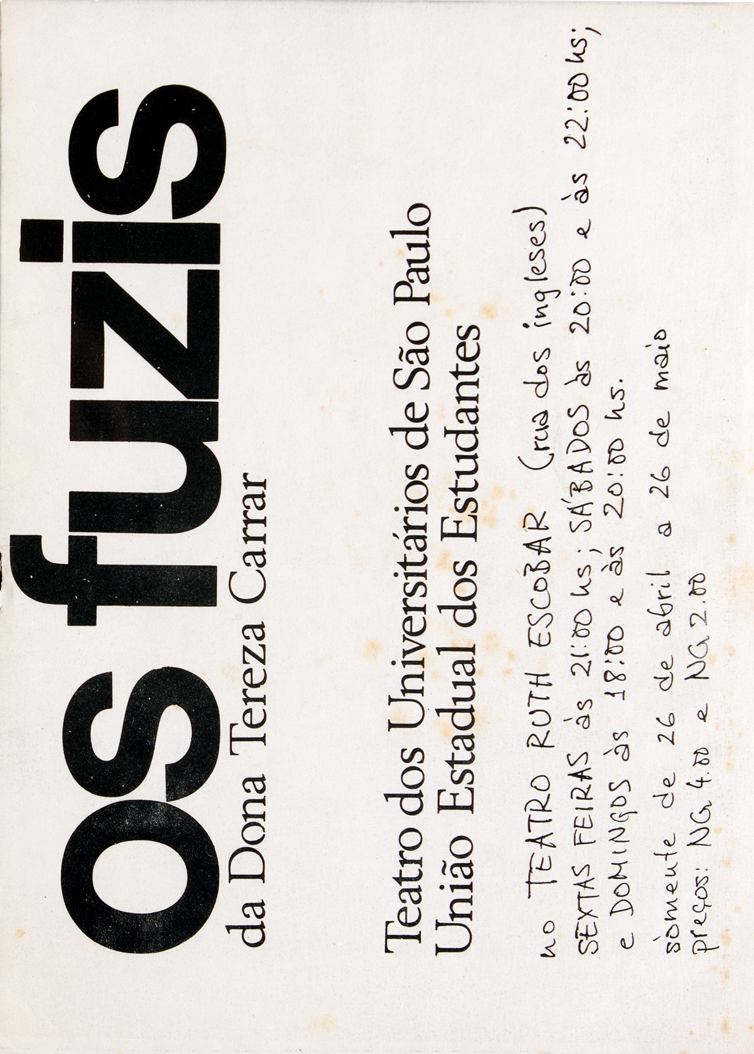 os fuzis
da Dona Tereza Carrar
Teatro dos Universitários de São Paulo
União Estadual dos Estudantes
no TEATRO RUTH ESCOBAR (rua dos ingleses)
SEXTAS FEIRAS às 21:00 hs; SÁBADOS às 20:00 e às 22:00 hs;
e DOMINGOS às 18:00 e às 20:00 hs.
sòmente de 26 de abril a 26 de maio
preços: NCr 4.00 e NCr 2.00